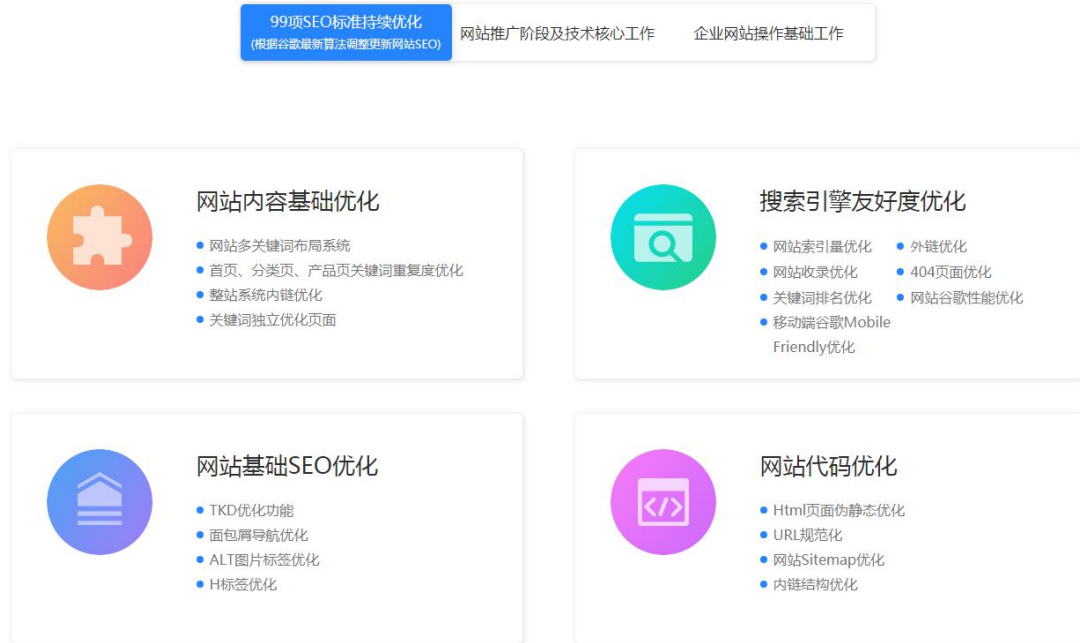 99项SEO标准持续优化
(根据谷歌最新算法调整更新网站SEO)
网站推广阶段及技术核心工作
企业网站操作基础工作
网站内容基础优化
网站多关键词布局系统
首页、分类页、产品页关键词重复度优化
整站系统内链优化
关键词独立优化页面
搜索引擎友好度优化
网站索引量优化
网站收录优化
关键词排名优化
移动端谷歌Mobile
Friendly优化
外链优化
404页面优化
网站谷歌性能优化
网站基础SEO优化
TKD优化功能
面包屑导航优化
ALT图片标签优化
H标签优化
网站代码优化
Html页面伪静态优化
URL规范化
网站Sitemap优化
内链结构优化